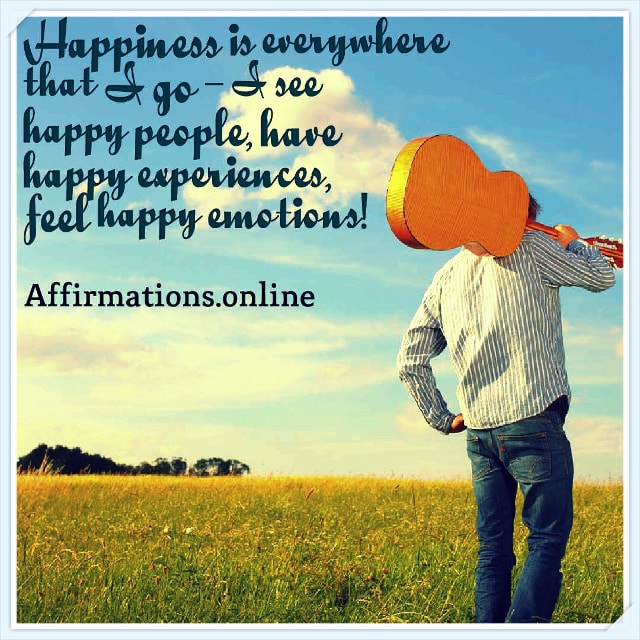 Happiness is everywhere
that I go – I see
happy people, have
happy experiences,
feel happy emotions!
Affirmations.online